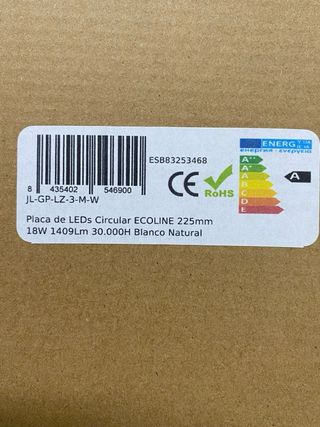 ESB83253468
ENERG
енергия · ενεργεια
8 435402 546900
JL-GP-LZ-3-M-W
CE
RoHS
A++
A+
A
B
C
D
E
A
Placa de LEDs Circular ECOLINE 225mm
18W 1409Lm 30.000H Blanco Natural